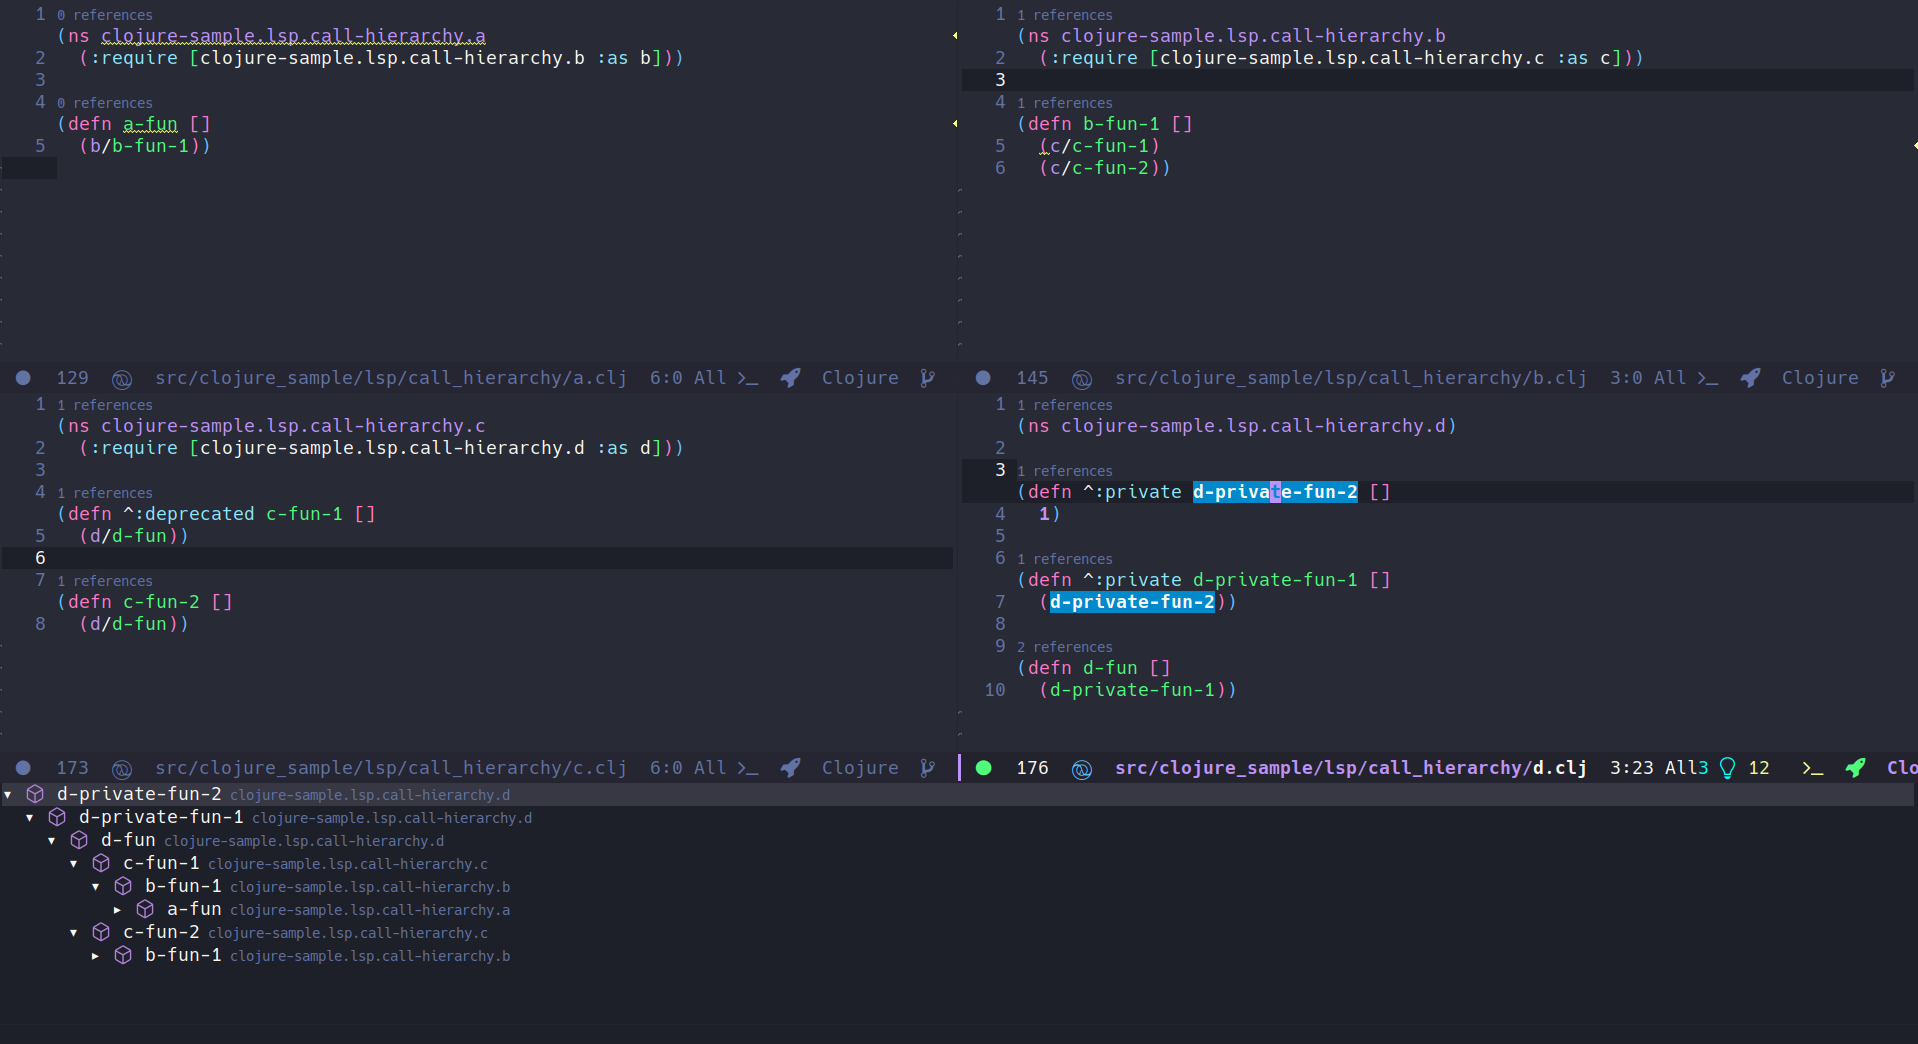 1 0 references
(ns clojure-sample.lsp.call-hierarchy.a
2 (:require [clojure-sample.lsp.call-hierarchy.b :as b]))
3
4 0 references
(defn a-fun []
5 (b/b-fun-1))
129 src/clojure_sample/lsp/call_hierarchy/a.clj 6:0 All >_ Clojure
1 1 references
(ns clojure-sample.lsp.call-hierarchy.b
2 (:require [clojure-sample.lsp.call-hierarchy.c :as c]))
3
4 1 references
(defn b-fun-1 []
5 (c/c-fun-1)
6 (c/c-fun-2))
145 src/clojure_sample/lsp/call_hierarchy/b.clj 3:0 All >_ Clojure
1 1 references
(ns clojure-sample.lsp.call-hierarchy.c
2 (:require [clojure-sample.lsp.call-hierarchy.d :as d]))
3
4 1 references
(defn ^:deprecated c-fun-1 []
5 (d/d-fun))
6
7 1 references
(defn c-fun-2 []
8 (d/d-fun))
173 src/clojure_sample/lsp/call_hierarchy/c.clj 6:0 All >_ Clojure
1 1 references
(ns clojure-sample.lsp.call-hierarchy.d)
2
3 1 references
(defn ^:private d-private-fun-2 []
4 1)
5
6 1 references
(defn ^:private d-private-fun-1 []
7 (d-private-fun-2))
8
9 2 references
(defn d-fun []
10 (d-private-fun-1))
176 src/clojure_sample/lsp/call_hierarchy/d.clj 3:23 All 3 12 >_ Clo
d-private-fun-2 clojure-sample.lsp.call-hierarchy.d
d-private-fun-1 clojure-sample.lsp.call-hierarchy.d
d-fun clojure-sample.lsp.call-hierarchy.d
c-fun-1 clojure-sample.lsp.call-hierarchy.c
b-fun-1 clojure-sample.lsp.call-hierarchy.b
a-fun clojure-sample.lsp.call-hierarchy.a
c-fun-2 clojure-sample.lsp.call-hierarchy.c
b-fun-1 clojure-sample.lsp.call-hierarchy.b